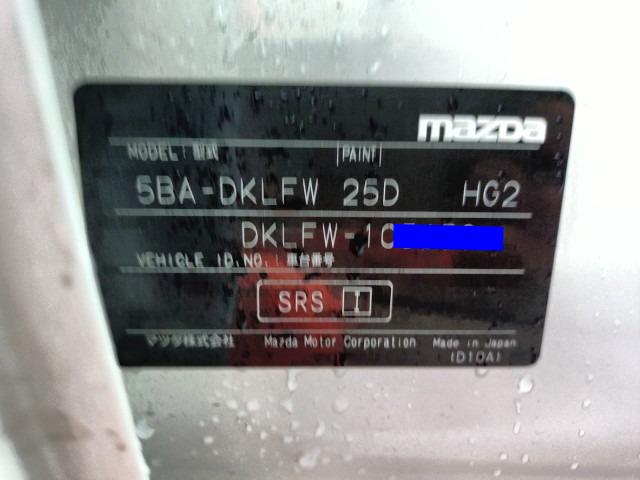 mazda
MODEL : 型式 PAINT
5BA-DKLFW 25D HG2
DKLFW-10
VEHICLE ID.NO. : 車台番号
SRS I
マツダ株式会社 Mazda Motor Corporation Made in Japan
(D10A)